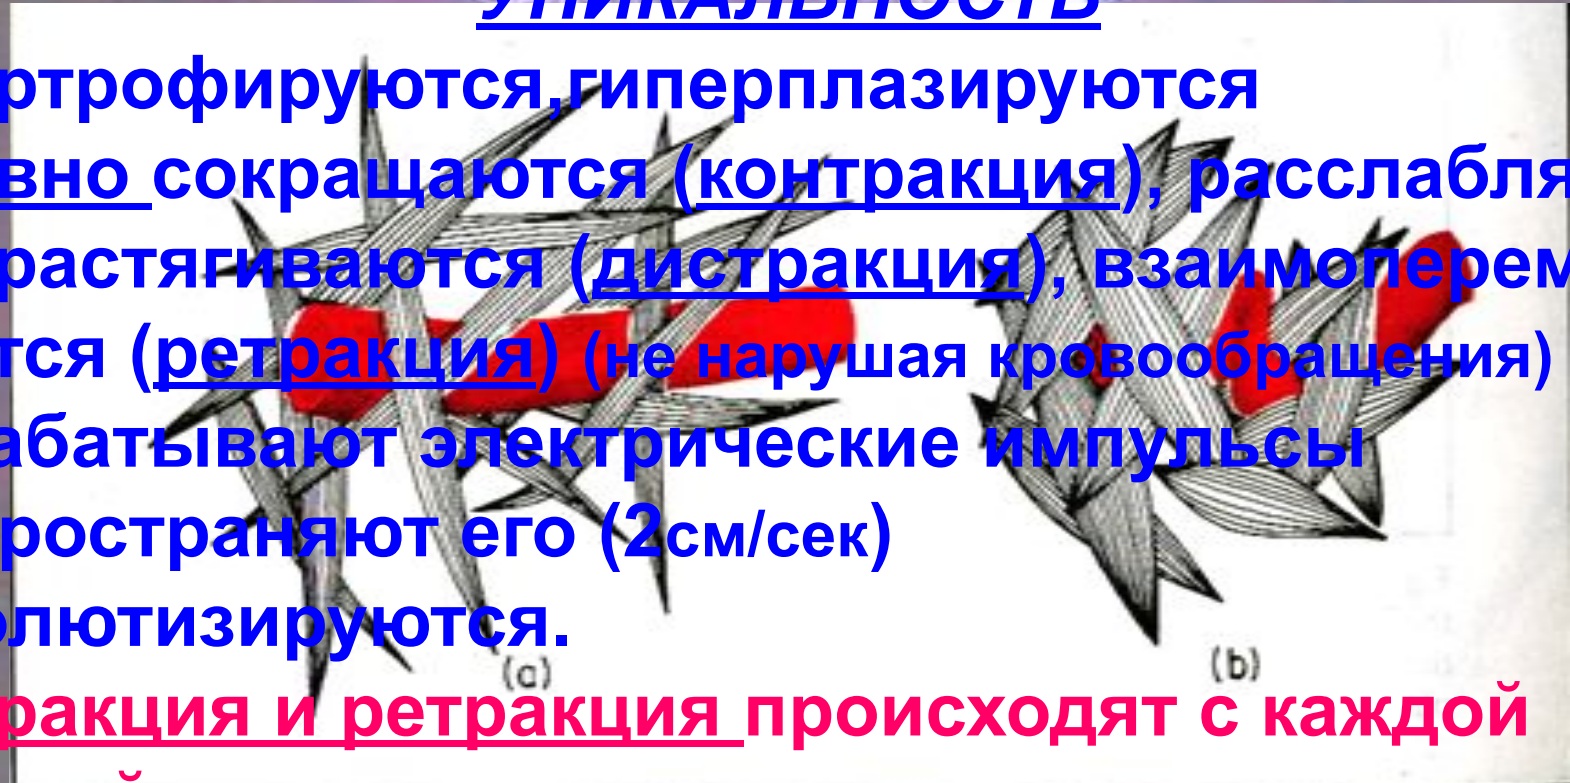 УНИКАЛЬНОСТЬ
ртрофируются,гиперплазируются
вно сокращаются (контракция), расслабля
растягиваются (дистракция), взаимоперем
тся (ретракция) (не нарушая кровообращения)
абатывают электрические импульсы
ространяют его (2см/сек)
олютизируются.
(a) (b)
ракция и ретракция происходят с каждой